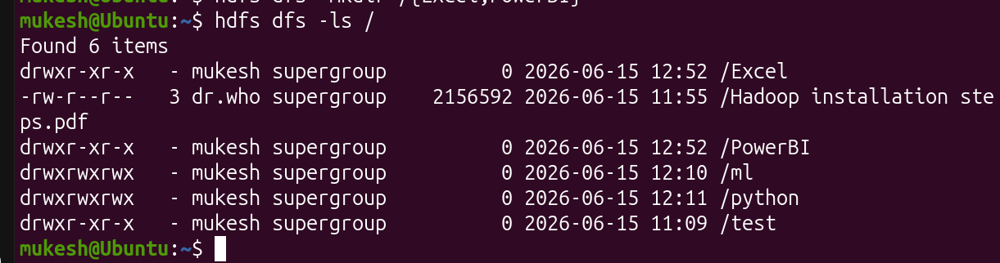 mukesh@Ubuntu:~$ hdfs dfs -mkdir /{Excel,PowerBI}
mukesh@Ubuntu:~$ hdfs dfs -ls /
Found 6 items
drwxr-xr-x   - mukesh supergroup          0 2026-06-15 12:52 /Excel
-rw-r--r--   3 dr.who supergroup    2156592 2026-06-15 11:55 /Hadoop installation ste
ps.pdf
drwxr-xr-x   - mukesh supergroup          0 2026-06-15 12:52 /PowerBI
drwxrwxrwx   - mukesh supergroup          0 2026-06-15 12:10 /ml
drwxrwxrwx   - mukesh supergroup          0 2026-06-15 12:11 /python
drwxr-xr-x   - mukesh supergroup          0 2026-06-15 11:09 /test
mukesh@Ubuntu:~$